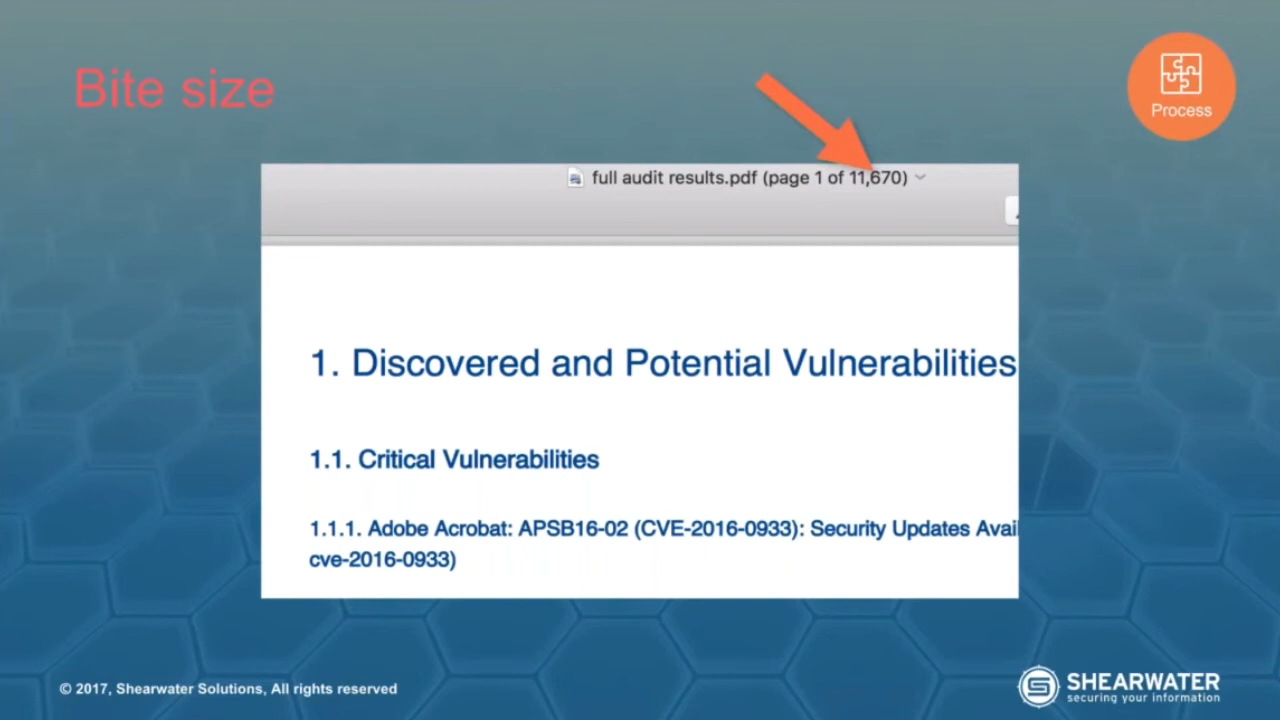 Bite size
Process
full audit results.pdf (page 1 of 11,670)
1. Discovered and Potential Vulnerabilities
1.1. Critical Vulnerabilities
1.1.1. Adobe Acrobat: APSB16-02 (CVE-2016-0933): Security Updates Avail
cve-2016-0933)
© 2017, Shearwater Solutions, All rights reserved
SHEARWATER
securing your information